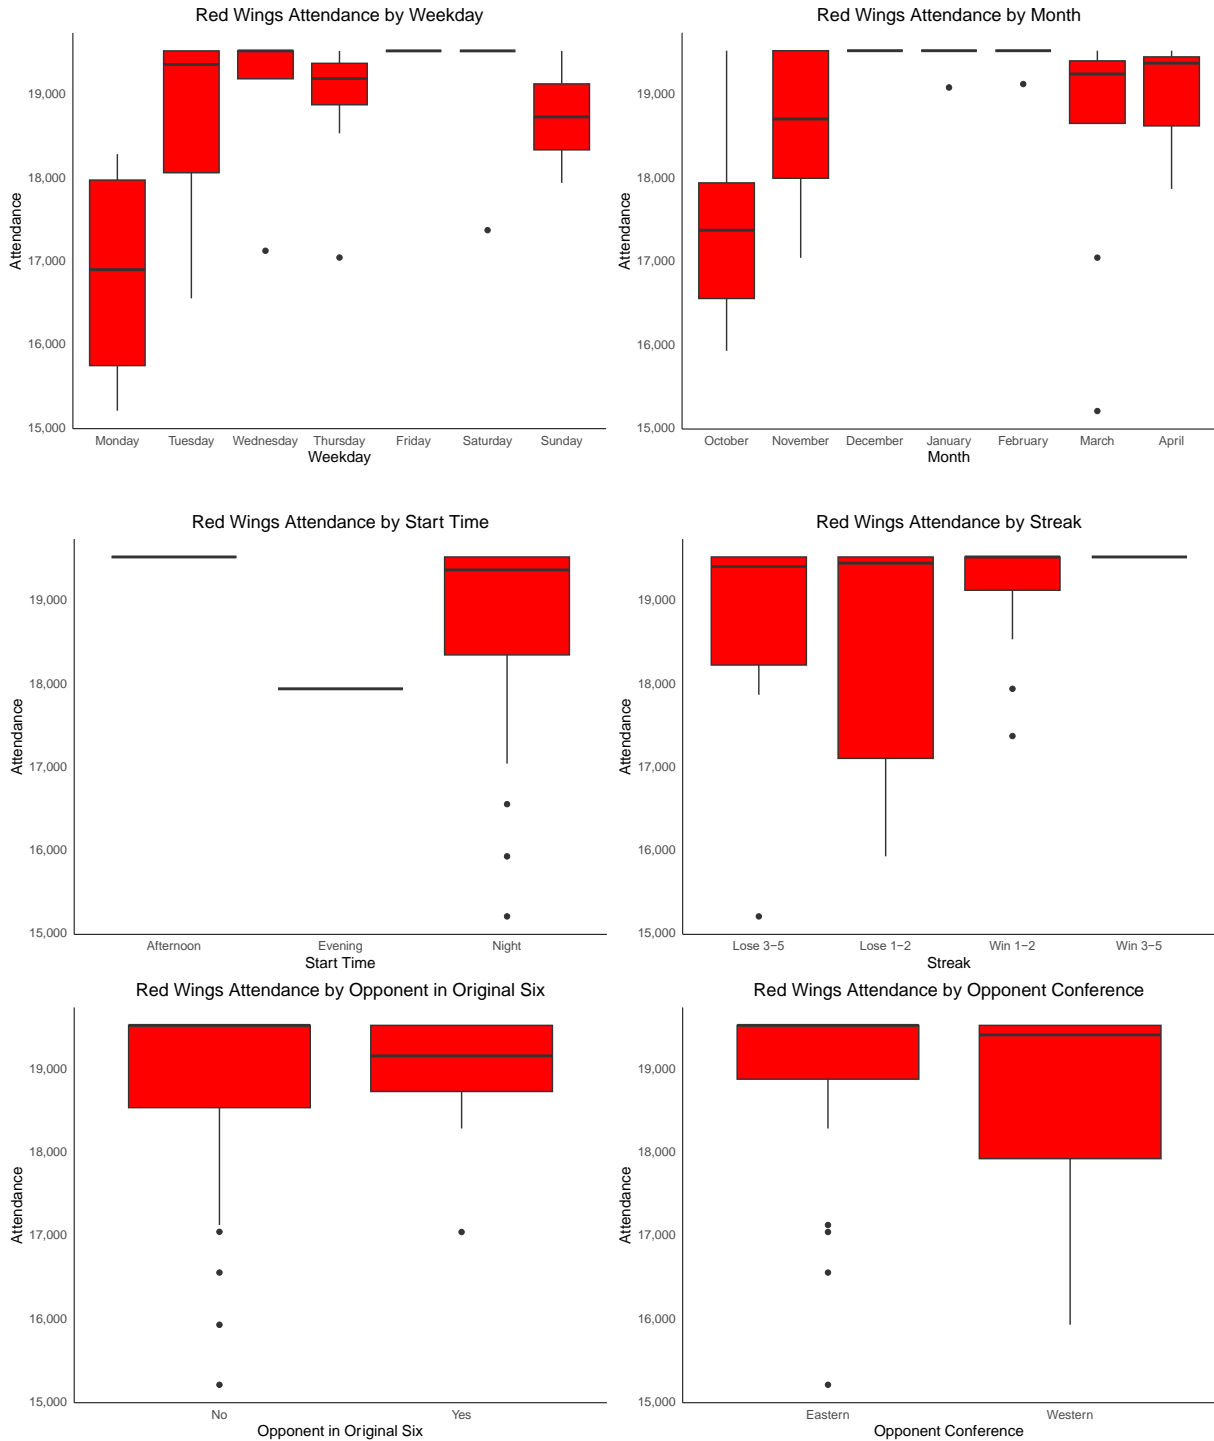 Red Wings Attendance by Weekday
Attendance
19,000
18,000
17,000
16,000
15,000
Monday Tuesday Wednesday Thursday Friday Saturday Sunday
Weekday
Red Wings Attendance by Month
Attendance
19,000
18,000
17,000
16,000
15,000
October November December January February March April
Month
Red Wings Attendance by Start Time
Attendance
19,000
18,000
17,000
16,000
15,000
Afternoon Evening Night
Start Time
Red Wings Attendance by Streak
Attendance
19,000
18,000
17,000
16,000
15,000
Lose 3−5 Lose 1−2 Win 1−2 Win 3−5
Streak
Red Wings Attendance by Opponent in Original Six
Attendance
19,000
18,000
17,000
16,000
15,000
No Yes
Opponent in Original Six
Red Wings Attendance by Opponent Conference
Attendance
19,000
18,000
17,000
16,000
15,000
Eastern Western
Opponent Conference